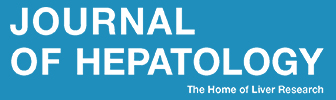 JOURNAL
OF HEPATOLOGY
The Home of Liver Research